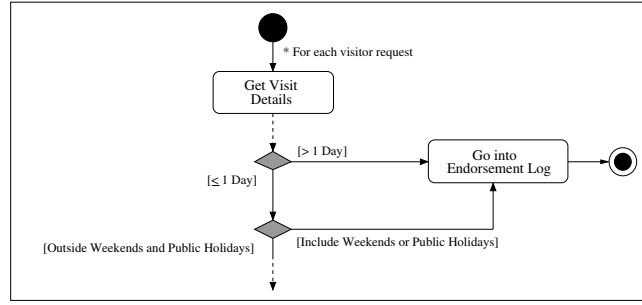 * For each visitor request
Get Visit
Details
[> 1 Day]
Go into
Endorsement Log
[≤ 1 Day]
[Outside Weekends and Public Holidays]
[Include Weekends or Public Holidays]